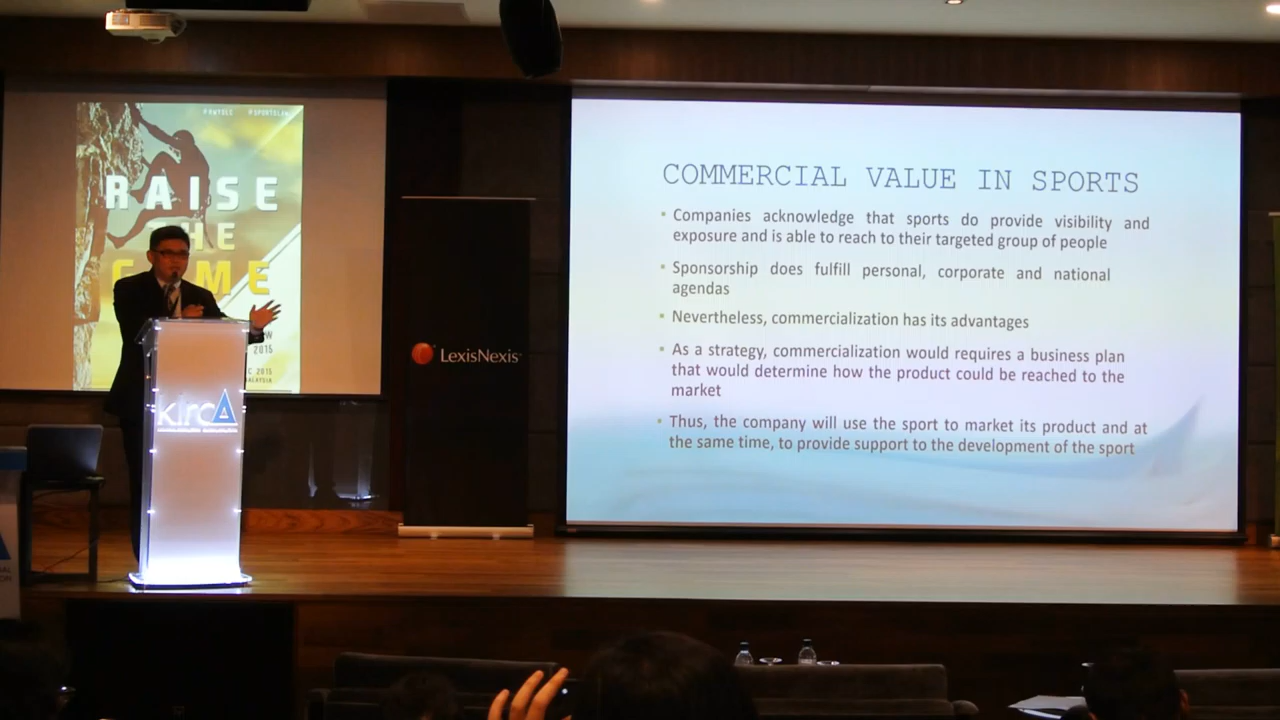 RAISE
THE
GAME
2015
2015
MALAYSIA
kirca
LexisNexis
COMMERCIAL VALUE IN SPORTS
Companies acknowledge that sports do provide visibility and
exposure and is able to reach to their targeted group of people
Sponsorship does fulfill personal, corporate and national
agendas
Nevertheless, commercialization has its advantages
As a strategy, commercialization would requires a business plan
that would determine how the product could be reached to the
market
Thus, the company will use the sport to market its product and at
the same time, to provide support to the development of the sport